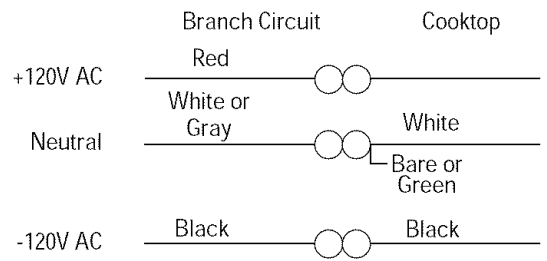 Branch Circuit Cooktop
+120V AC Red
White or
Gray
Neutral White
Bare or
Green
-120V AC Black Black